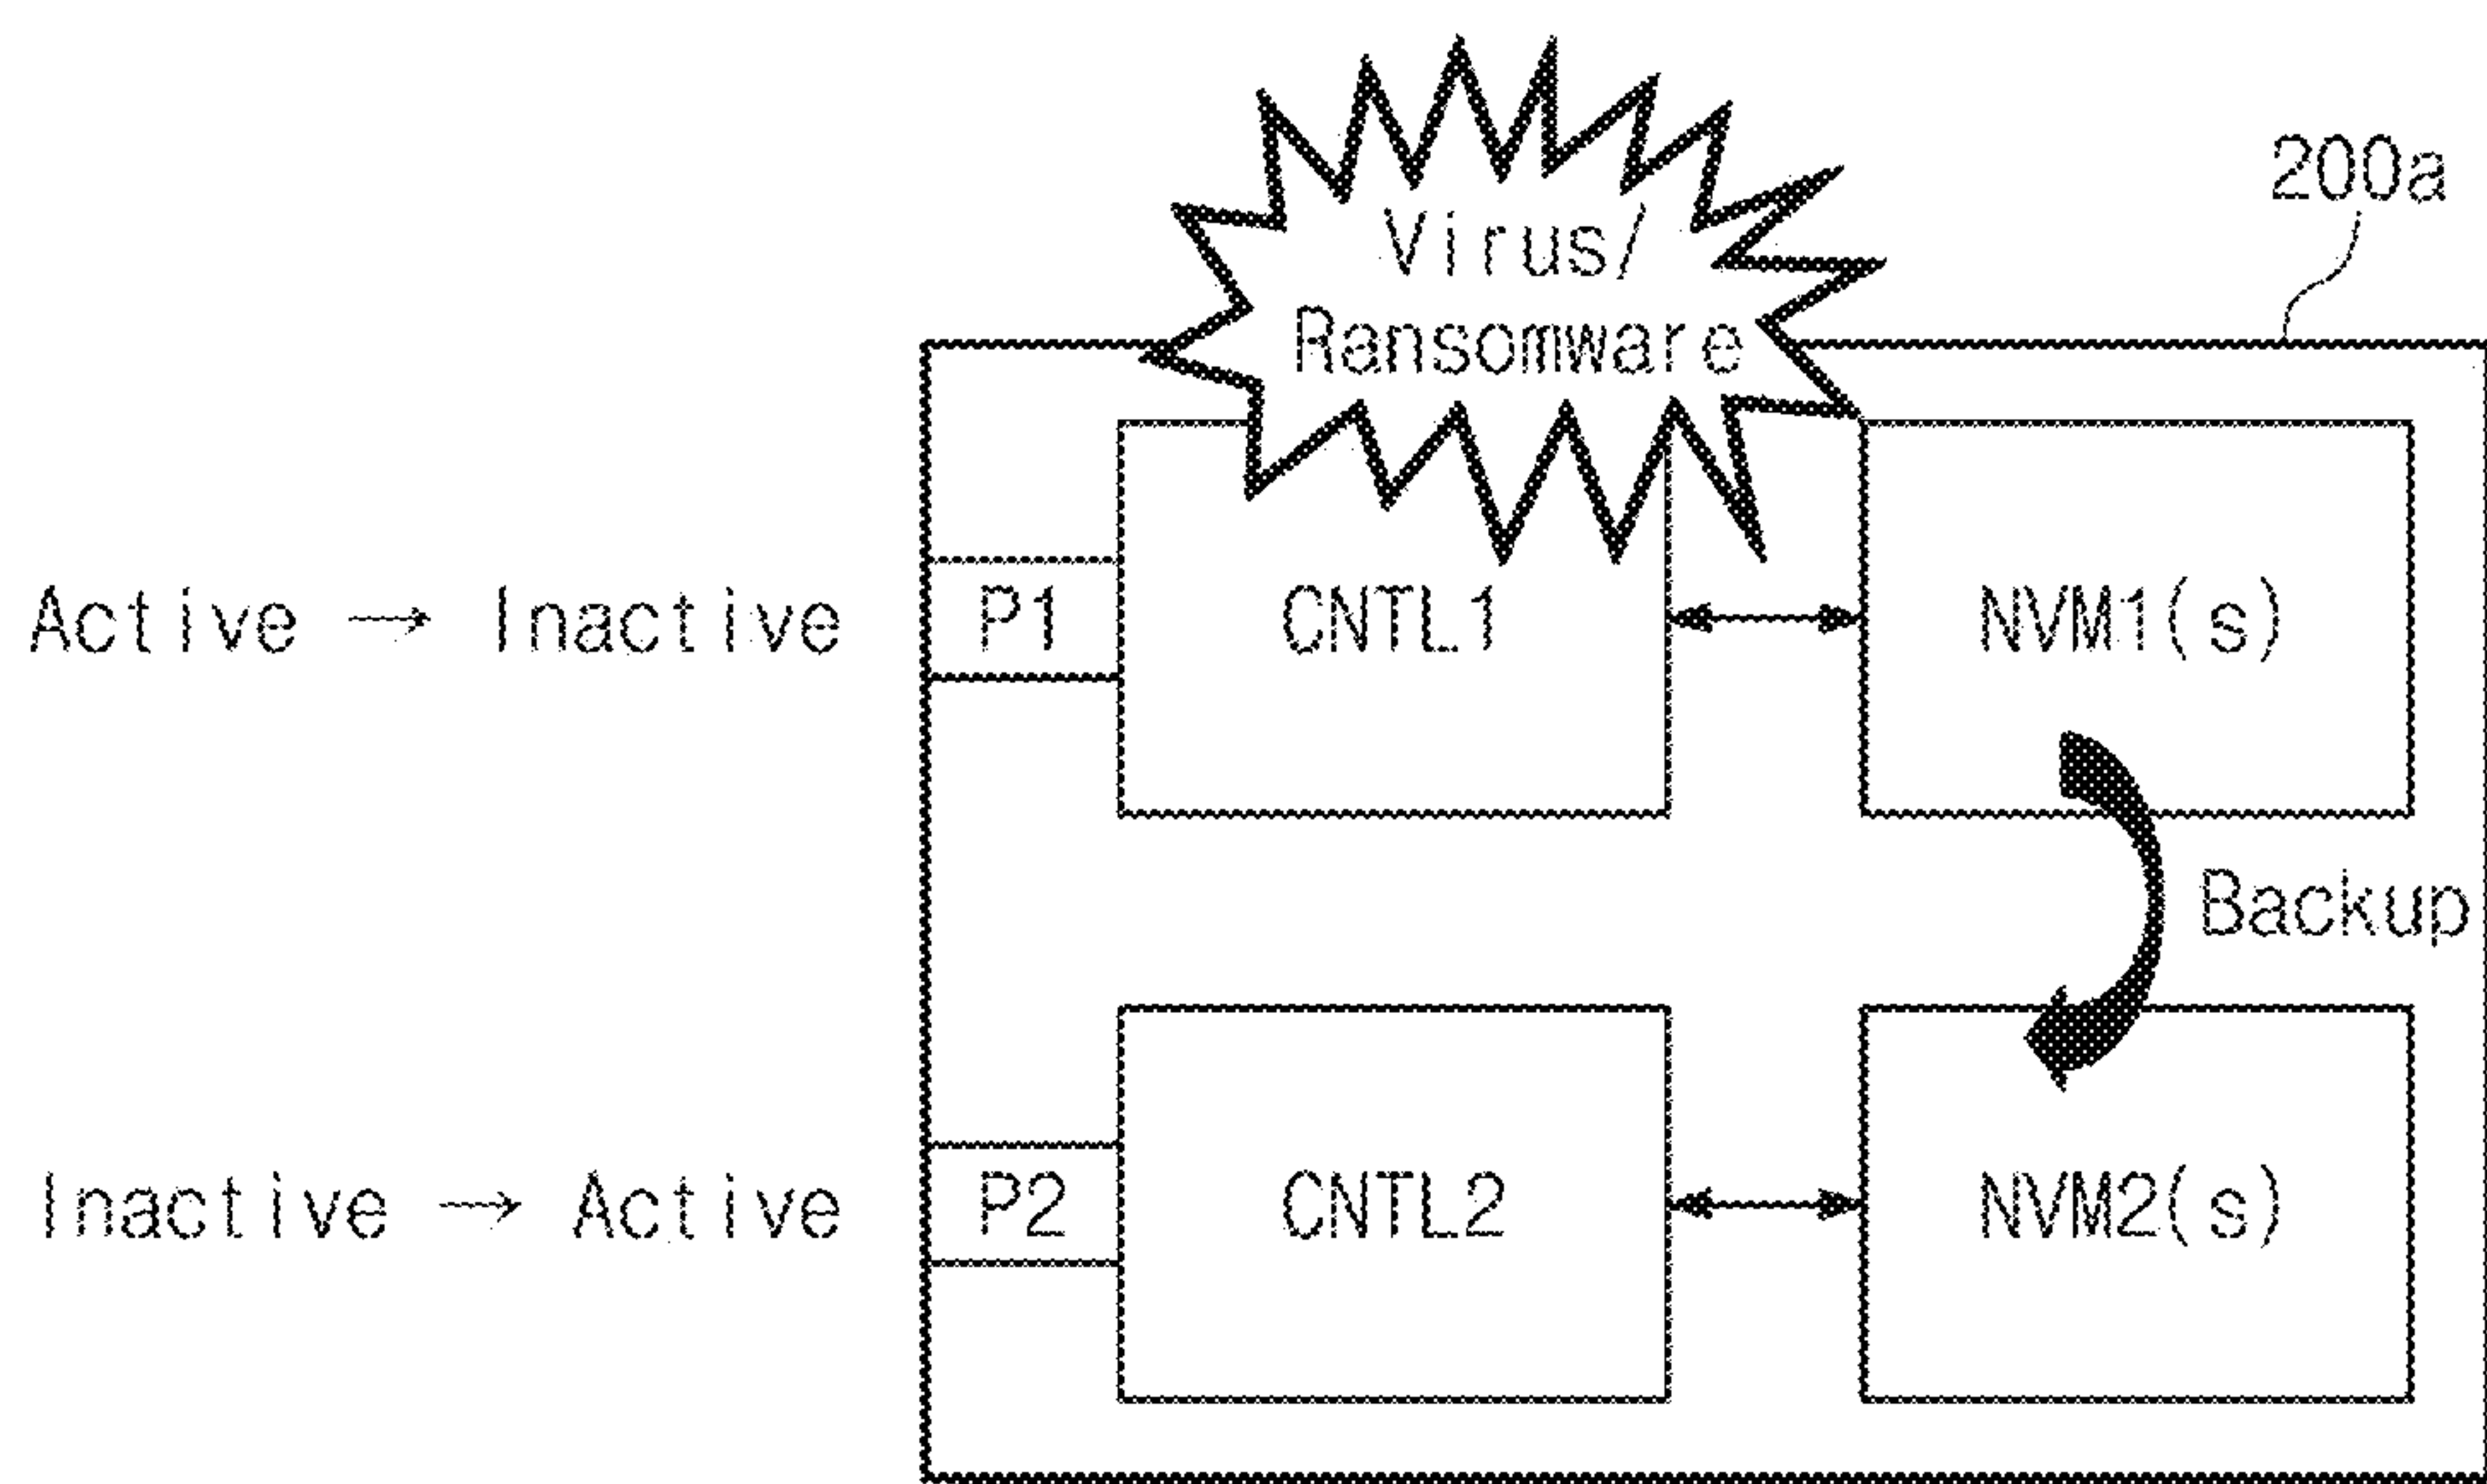 200a
Virus/
Ransomware
Active → Inactive
P1
CNTL1
NVM1(s)
Backup
Inactive → Active
P2
CNTL2
NVM2(s)